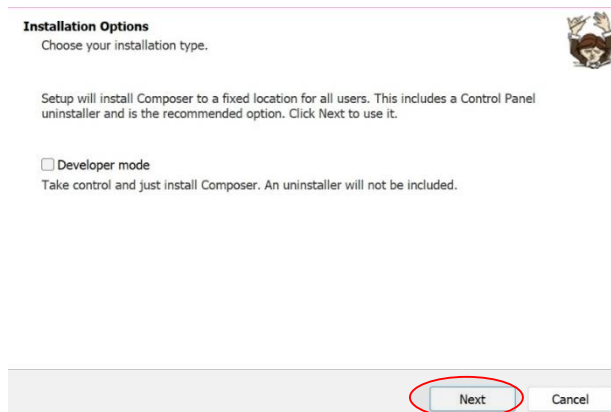 Installation Options
Choose your installation type.
Setup will install Composer to a fixed location for all users. This includes a Control Panel
uninstaller and is the recommended option. Click Next to use it.
Developer mode
Take control and just install Composer. An uninstaller will not be included.
Next
Cancel